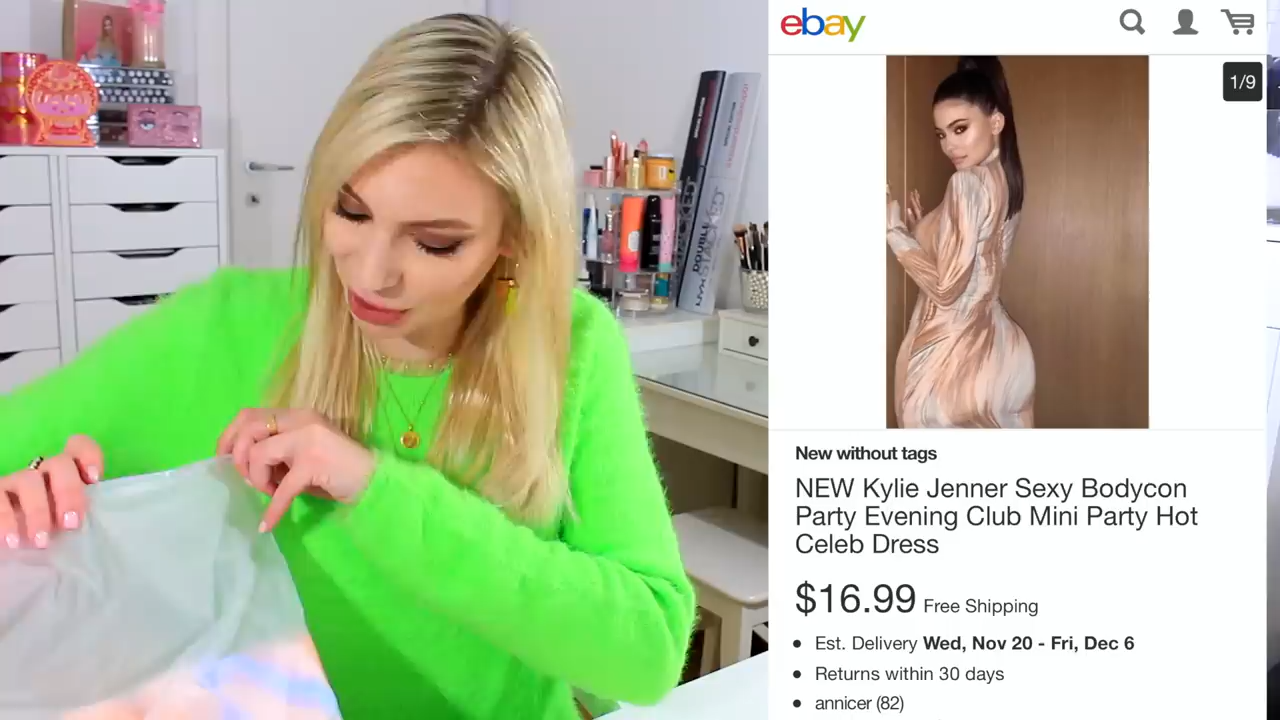 ebay
1/9
New without tags
NEW Kylie Jenner Sexy Bodycon
Party Evening Club Mini Party Hot
Celeb Dress
$16.99 Free Shipping
Est. Delivery Wed, Nov 20 - Fri, Dec 6
Returns within 30 days
annicer (82)
DOUBLE
NYX